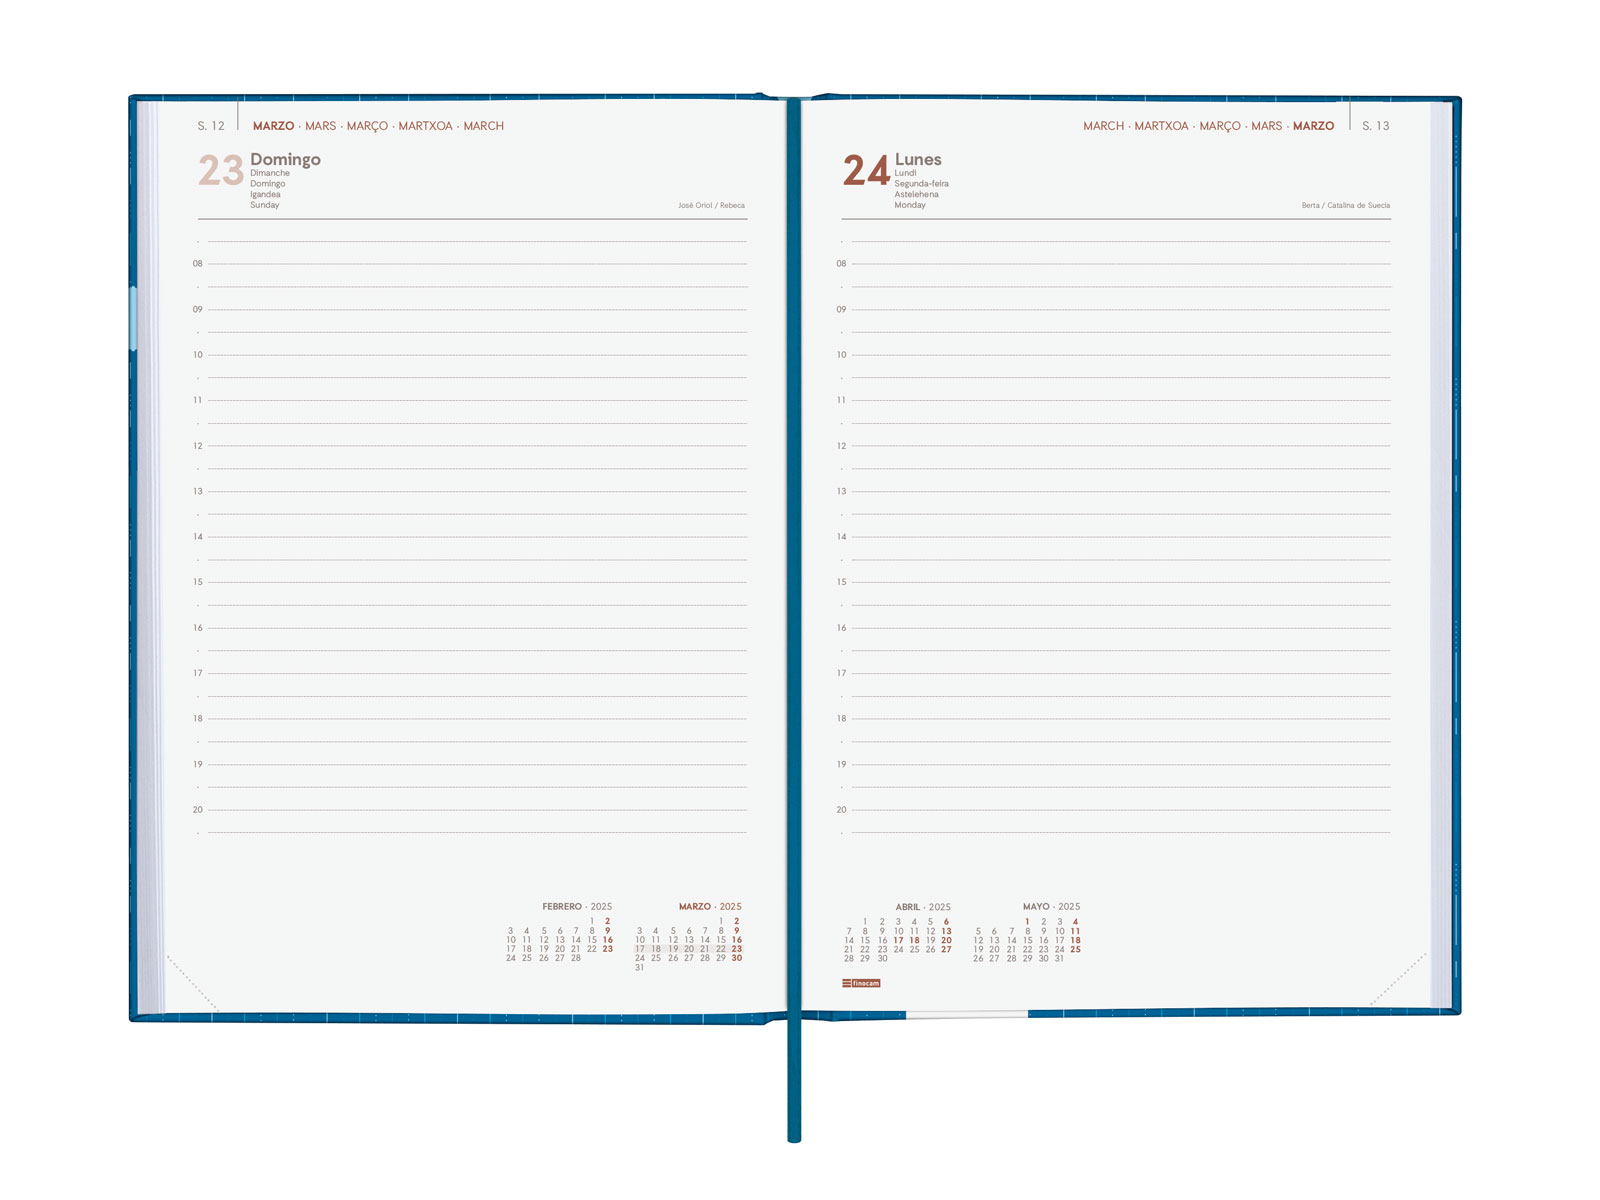 S. 12
MARZO · MARS · MARÇO · MARTXOA · MARCH
23 Domingo
Dimanche
Domingo
Igandea
Sunday
José Oriol / Rebeca
08
09
10
11
12
13
14
15
16
17
18
19
20
FEBRERO · 2025
1 2
3 4 5 6 7 8 9
10 11 12 13 14 15 16
17 18 19 20 21 22 23
24 25 26 27 28
MARZO · 2025
1 2
3 4 5 6 7 8 9
10 11 12 13 14 15 16
17 18 19 20 21 22 23
24 25 26 27 28 29 30
31
MARCH · MARTXOA · MARÇO · MARS · MARZO
S. 13
24 Lunes
Lundi
Segunda-feira
Astelehena
Monday
Berta / Catalina de Suecia
08
09
10
11
12
13
14
15
16
17
18
19
20
ABRIL · 2025
1 2 3 4 5 6
7 8 9 10 11 12 13
14 15 16 17 18 19 20
21 22 23 24 25 26 27
28 29 30
MAYO · 2025
1 2 3 4
5 6 7 8 9 10 11
12 13 14 15 16 17 18
19 20 21 22 23 24 25
26 27 28 29 30 31
finocam